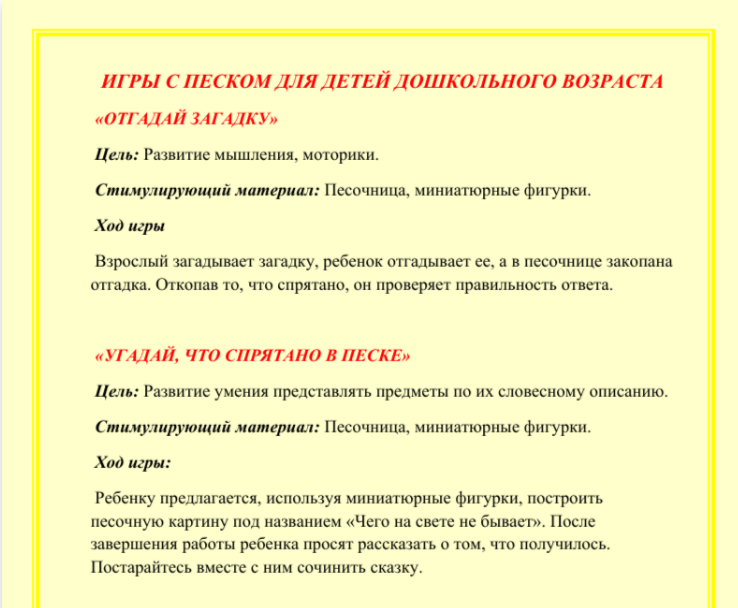 ИГРЫ С ПЕСКОМ ДЛЯ ДЕТЕЙ ДОШКОЛЬНОГО ВОЗРАСТА
«ОТГАДАЙ ЗАГАДКУ»
Цель: Развитие мышления, моторики.
Стимулирующий материал: Песочница, миниатюрные фигурки.
Ход игры
Взрослый загадывает загадку, ребенок отгадывает ее, а в песочнице закопана
отгадка. Откопав то, что спрятано, он проверяет правильность ответа.
«УГАДАЙ, ЧТО СПРЯТАНО В ПЕСКЕ»
Цель: Развитие умения представлять предметы по их словесному описанию.
Стимулирующий материал: Песочница, миниатюрные фигурки.
Ход игры:
Ребенку предлагается, используя миниатюрные фигурки, построить
песочную картину под названием «Чего на свете не бывает». После
завершения работы ребенка просят рассказать о том, что получилось.
Постарайтесь вместе с ним сочинить сказку.